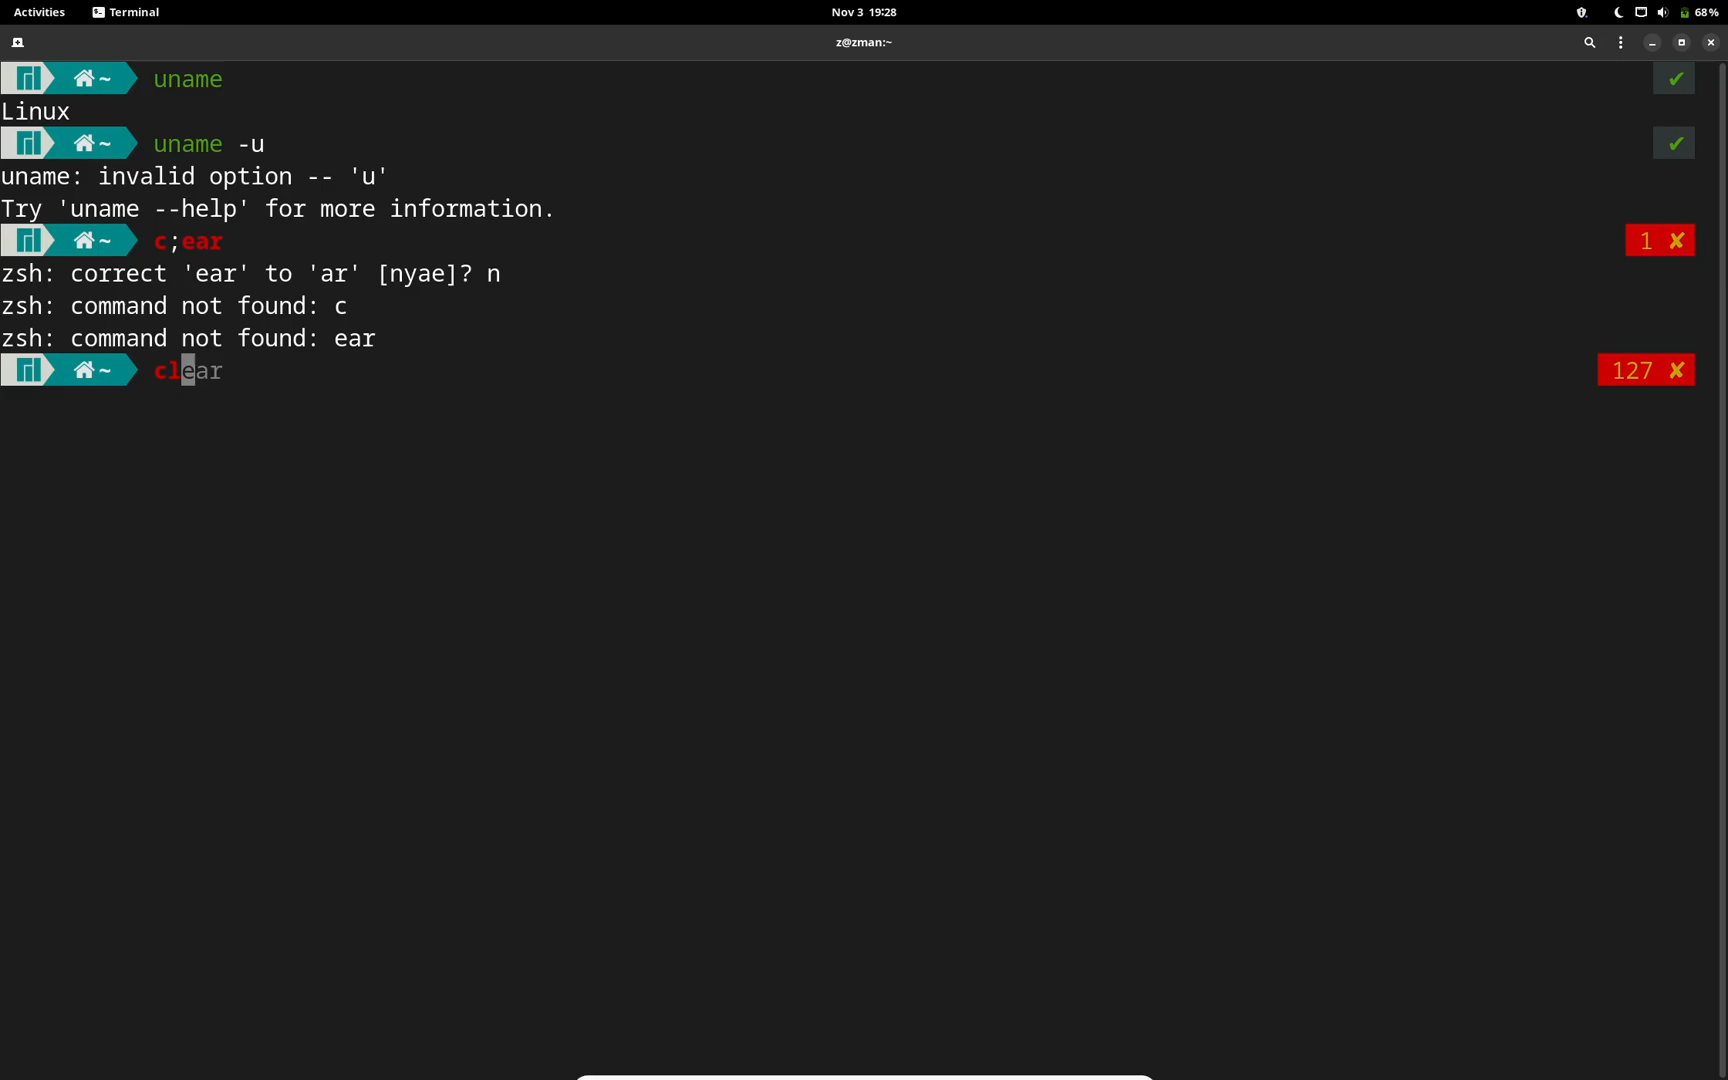 Activities Terminal Nov 3 19:28 68%
z@zman:~
~ uname ✔
Linux
~ uname -u ✔
uname: invalid option -- 'u'
Try 'uname --help' for more information.
~ c;ear 1 ✘
zsh: correct 'ear' to 'ar' [nyae]? n
zsh: command not found: c
zsh: command not found: ear
~ clear 127 ✘